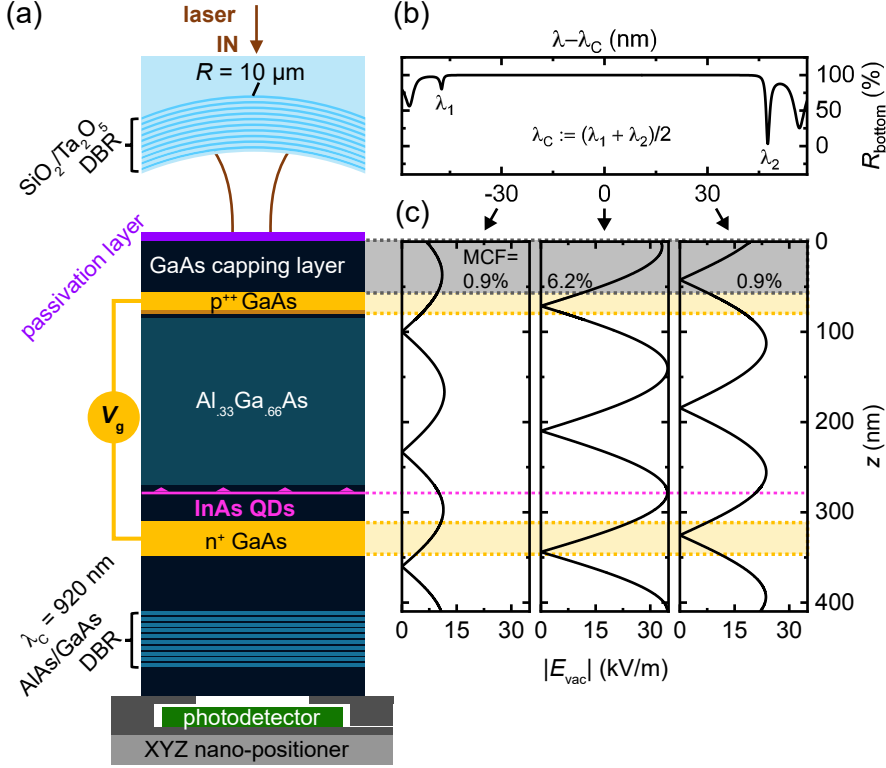 (a)
laser
IN
R = 10 µm
SiO2/Ta2O5
DBR
passivation layer
GaAs capping layer
p++ GaAs
Al.33Ga.66As
Vg
InAs QDs
n+ GaAs
λC = 920 nm
AlAs/GaAs
DBR
photodetector
XYZ nano-positioner
(b)
λ−λC (nm)
λ1
λC := (λ1 + λ2)/2
λ2
100
50
0
Rbottom (%)
-30
0
30
(c)
MCF=
0.9%
6.2%
0.9%
0
100
200
300
400
z (nm)
0
15
30
0
15
30
0
15
30
|Evac| (kV/m)